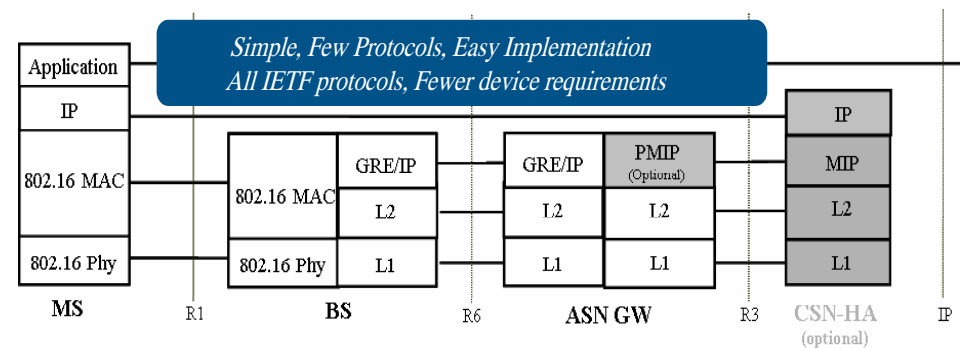 Simple, Few Protocols, Easy Implementation
All IETF protocols, Fewer device requirements
Application
IP
802.16 MAC
802.16 Phy
MS
R1
802.16 MAC
802.16 Phy
GRE/IP
L2
L1
BS
R6
GRE/IP
L2
L1
PMIP
(Optional)
L2
L1
ASN GW
R3
IP
MIP
L2
L1
CSN-HA
(optional)
IP